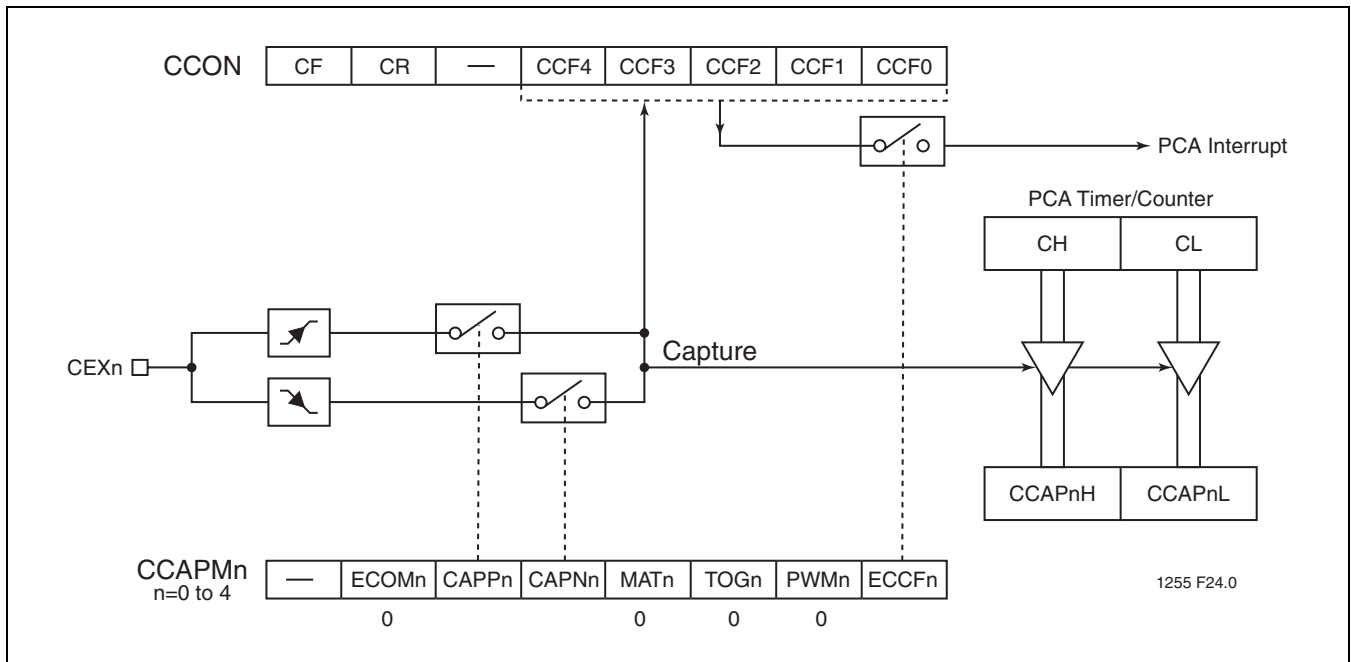 CCON CF CR — CCF4 CCF3 CCF2 CCF1 CCF0
PCA Interrupt
PCA Timer/Counter
CH CL
CEXn
Capture
CCAPnH CCAPnL
CCAPMn — ECOMn CAPPn CAPNn MATn TOGn PWMn ECCFn
n=0 to 4
0 0 0 0
1255 F24.0